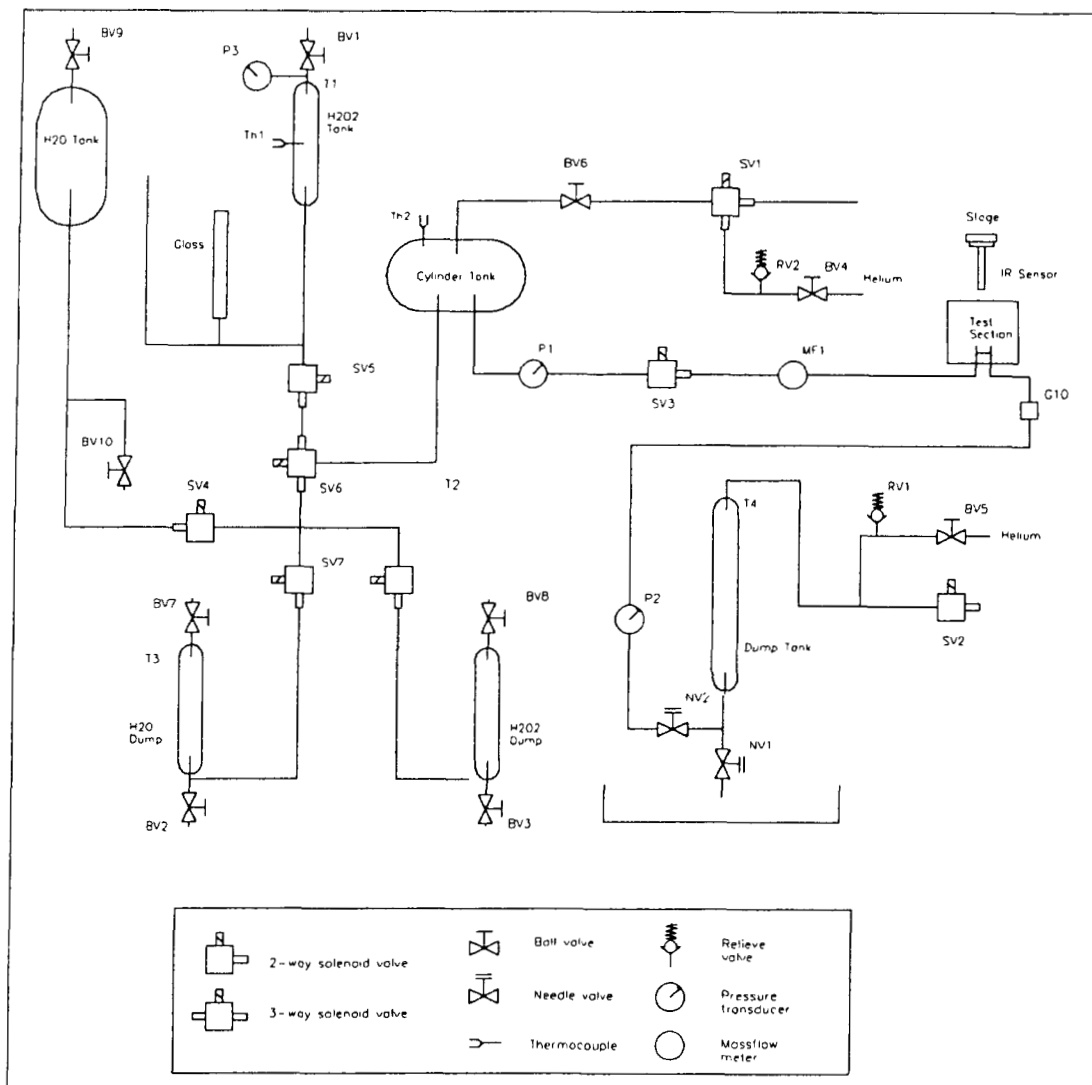 BV9
BV1
P3
T1
H2O Tank
H2O2
Tank
Th1
BV6
SV1
Th2
Glass
Slage
Cylinder Tank
RV2
BV4
Helium
IR Sensor
Test
Section
P1
MF1
SV5
SV3
G10
BV10
SV4
SV6
T2
T4
RV1
BV5
Helium
SV7
BV7
BV8
P2
SV2
T3
Dump Tank
NV2
H2O
Dump
H2O2
Dump
NV1
BV2
BV3
2-way solenoid valve
Ball valve
Relieve
valve
3-way solenoid valve
Needle valve
Pressure
transducer
Thermocouple
Massflow
meter